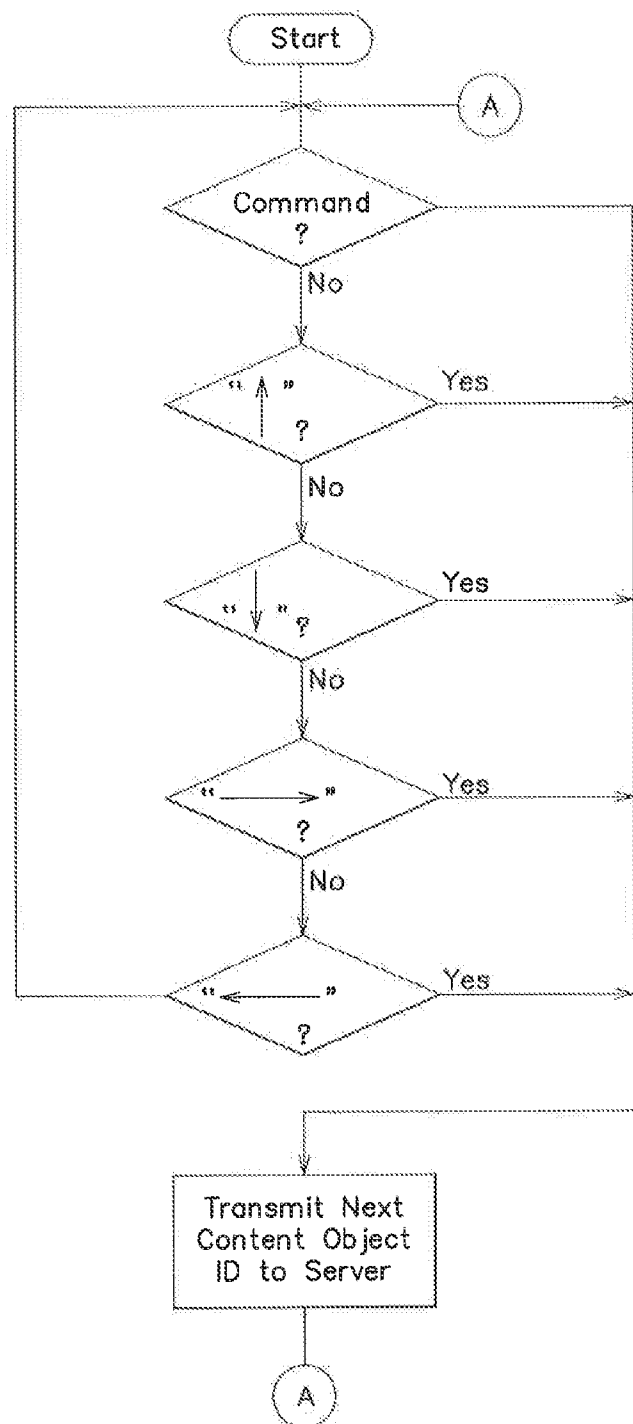 Start
A
Command
?
No
“↑”
?
Yes
No
“↓”?
Yes
No
“→”
?
Yes
No
“←”
?
Yes
Transmit Next
Content Object
ID to Server
A